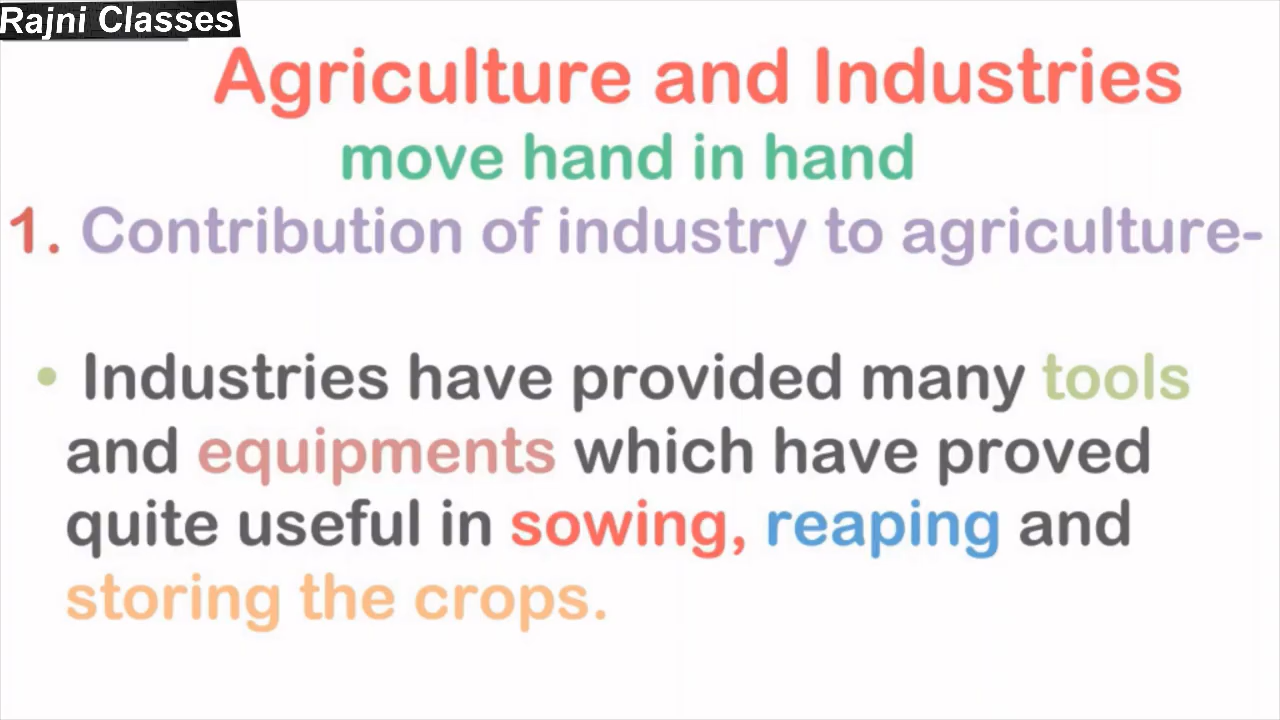 Rajni Classes
Agriculture and Industries
move hand in hand
1. Contribution of industry to agriculture-
• Industries have provided many tools
and equipments which have proved
quite useful in sowing, reaping and
storing the crops.